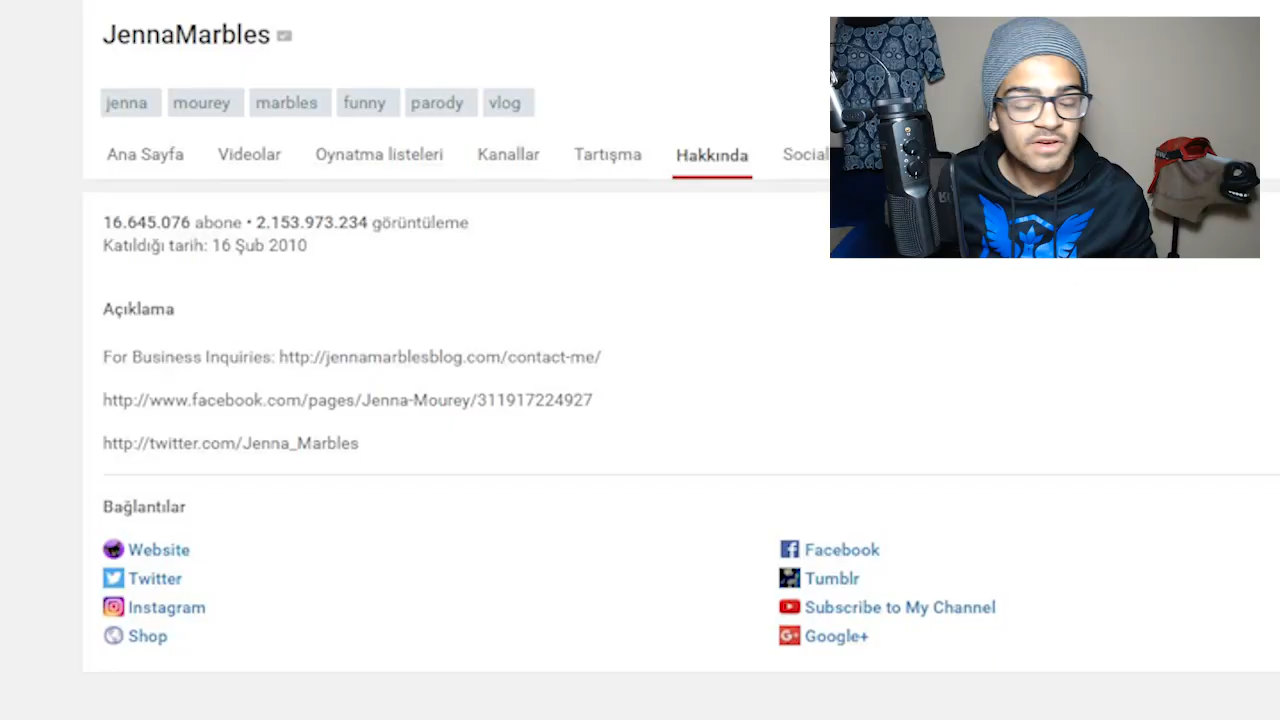 JennaMarbles
jenna mourey marbles funny parody vlog
Ana Sayfa Videolar Oynatma listeleri Kanallar Tartışma Hakkında Social
16.645.076 abone • 2.153.973.234 görüntüleme
Katıldığı tarih: 16 Şub 2010
Açıklama
For Business Inquiries: http://jennamarblesblog.com/contact-me/
http://www.facebook.com/pages/Jenna-Mourey/311917224927
http://twitter.com/Jenna_Marbles
Bağlantılar
Website Facebook
Twitter Tumblr
Instagram Subscribe to My Channel
Shop Google+